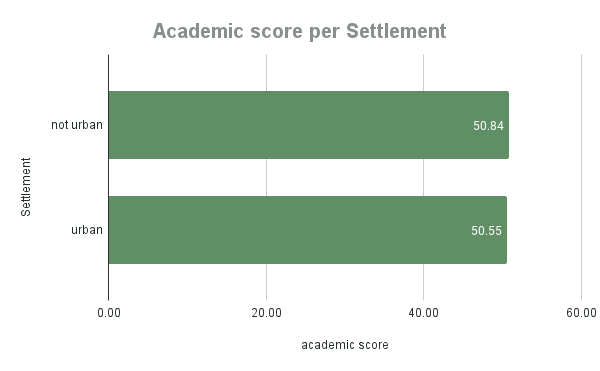 Academic score per Settlement
Settlement
not urban
50.84
urban
50.55
0.00
20.00
40.00
60.00
academic score